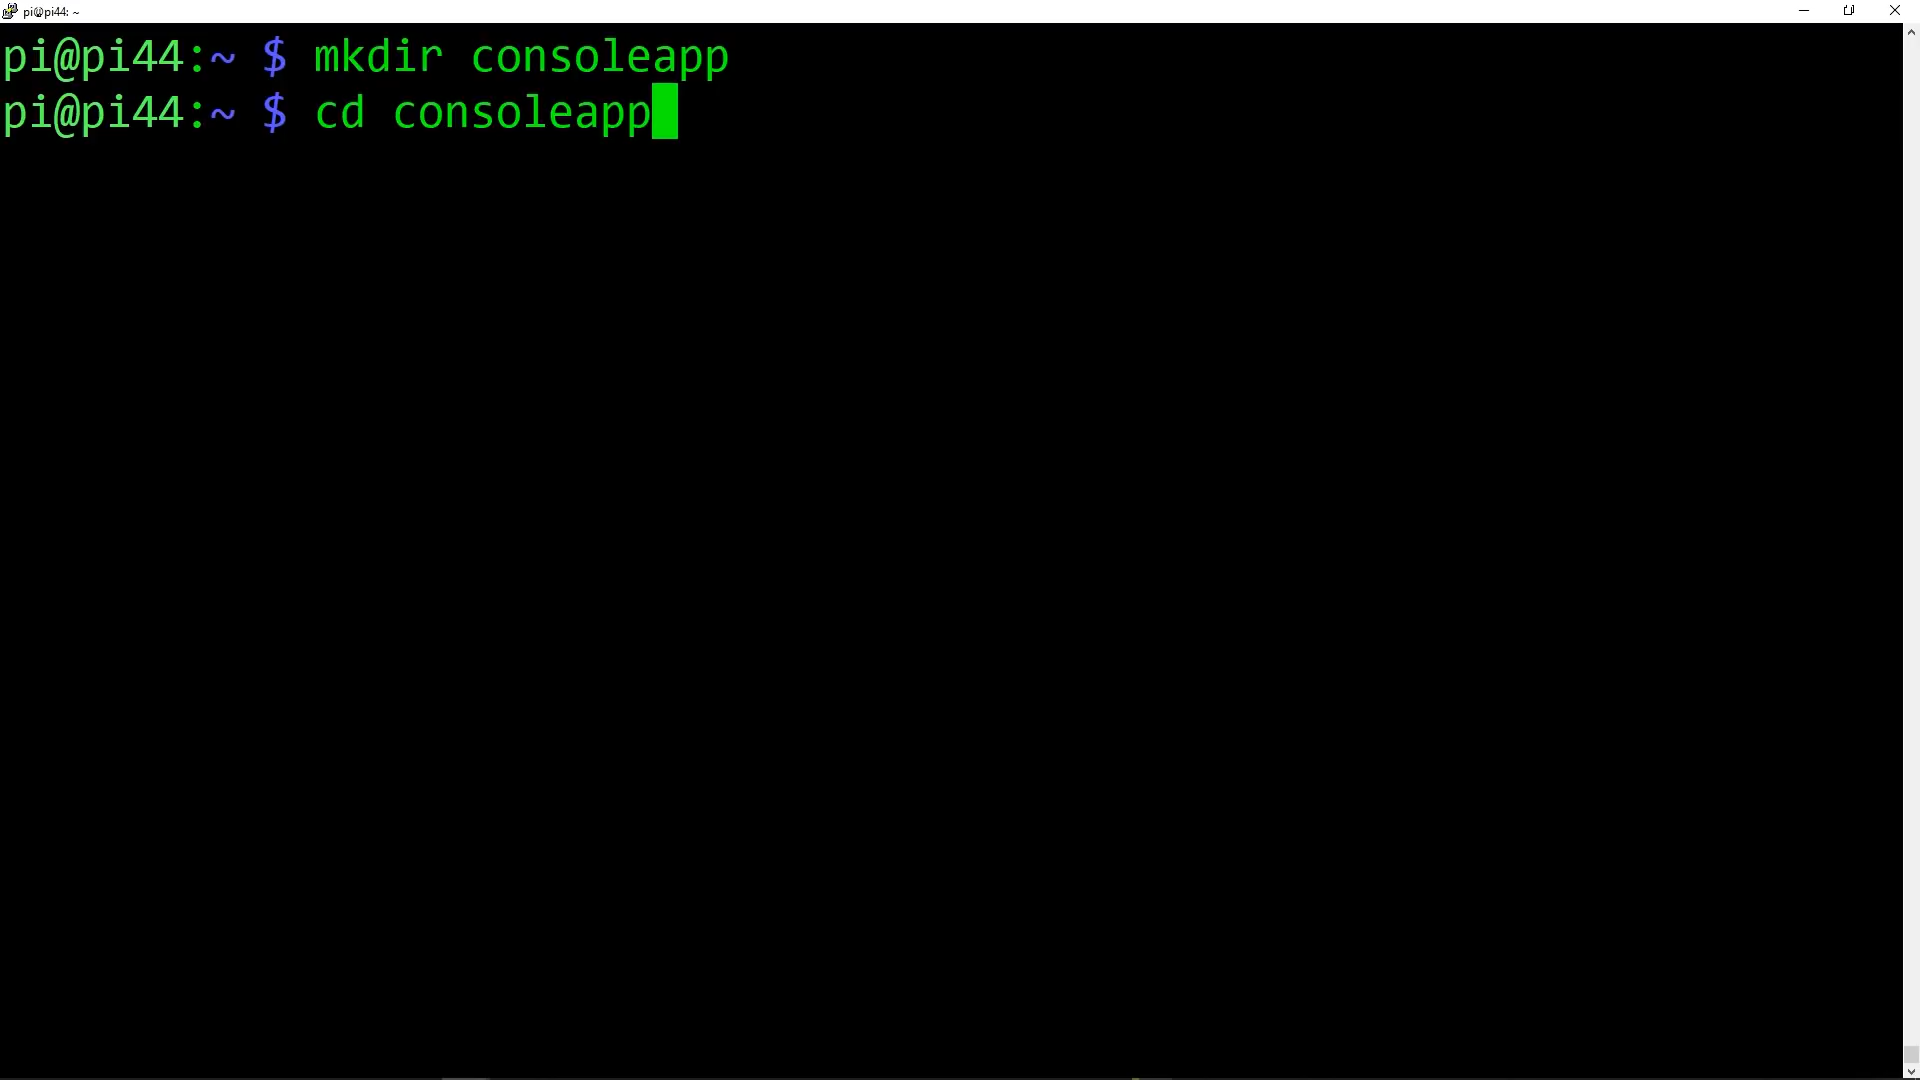 pi@pi44: ~
pi@pi44:~ $ mkdir consoleapp
pi@pi44:~ $ cd consoleapp